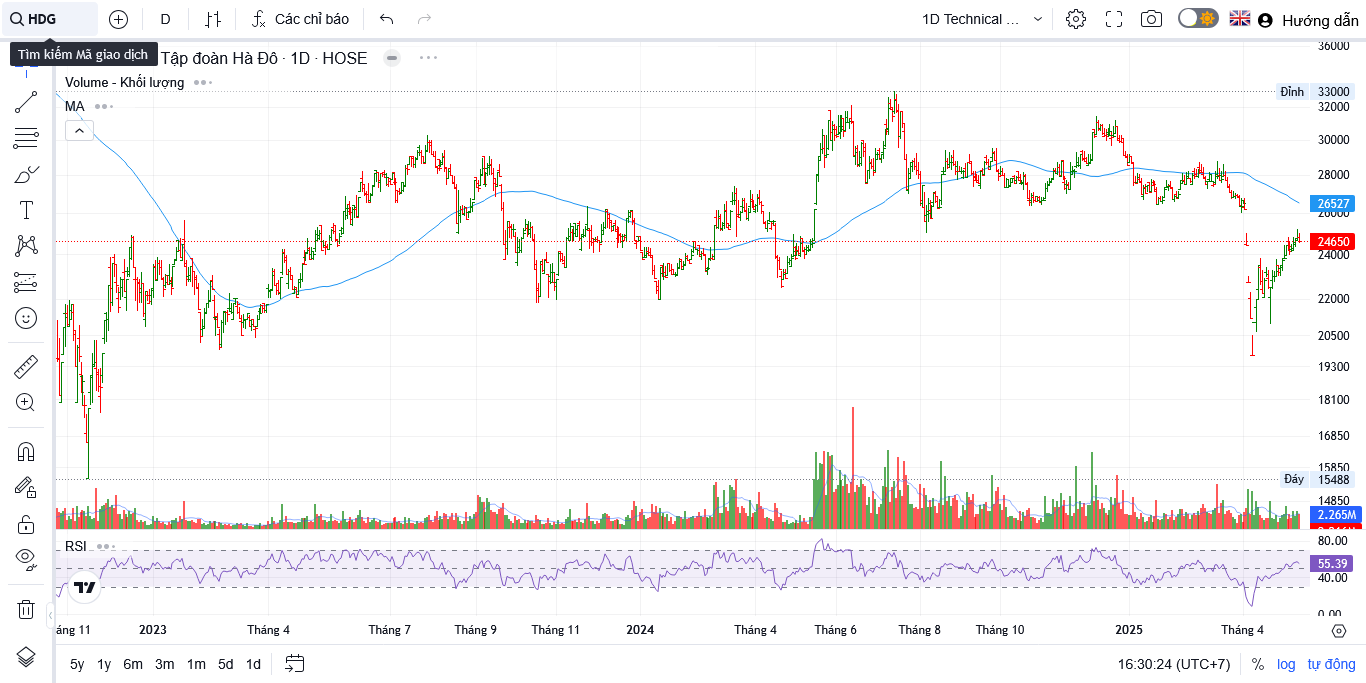 HDG
D
Các chỉ báo
1D Technical ...
Hướng dẫn
Tìm kiếm Mã giao dịch
Tập đoàn Hà Đô · 1D · HOSE
Volume - Khối lượng
MA
36000
Đỉnh 33000
32000
30000
28000
26527
26000
24650
24000
22000
20500
19300
18100
16850
15850
Đáy 15488
14850
2.265M
RSI
80.00
55.39
40.00
0.00
áng 11 2023 Tháng 4 Tháng 7 Tháng 9 Tháng 11 2024 Tháng 4 Tháng 6 Tháng 8 Tháng 10 2025 Tháng 4
5y 1y 6m 3m 1m 5d 1d
16:30:24 (UTC+7) % log tự động